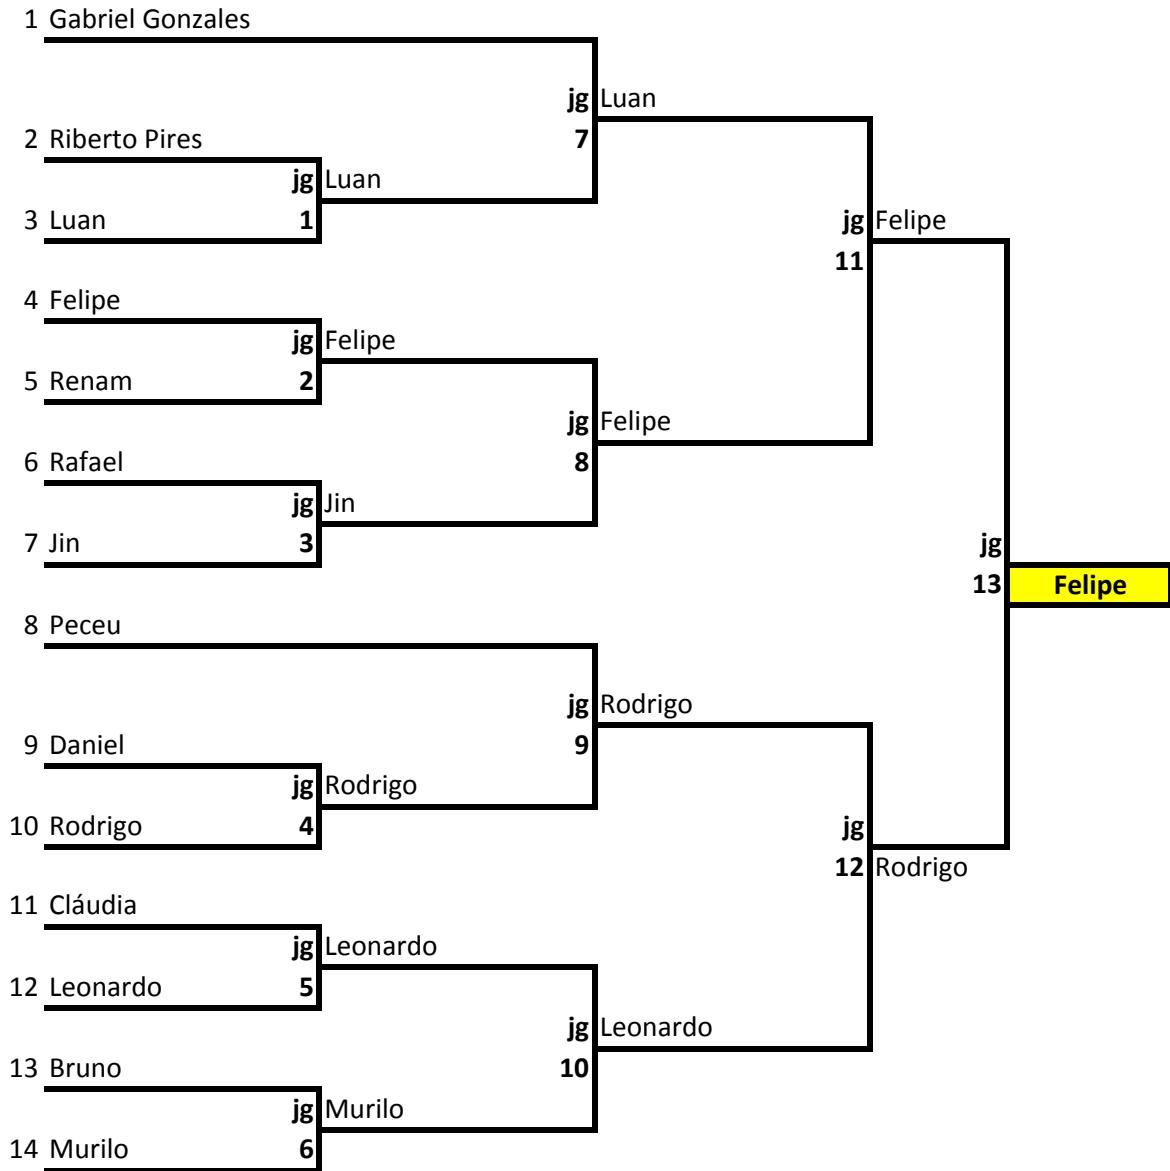 1 Gabriel Gonzales
jg Luan
2 Riberto Pires 7
jg Luan
3 Luan 1 jg Felipe
11
4 Felipe
jg Felipe
5 Renam 2
jg Felipe
6 Rafael 8
jg Jin
7 Jin 3 jg
13 Felipe
8 Peceu
jg Rodrigo
9 Daniel 9
jg Rodrigo
10 Rodrigo 4 jg
12 Rodrigo
11 Cláudia
jg Leonardo
12 Leonardo 5
jg Leonardo
13 Bruno 10
jg Murilo
14 Murilo 6